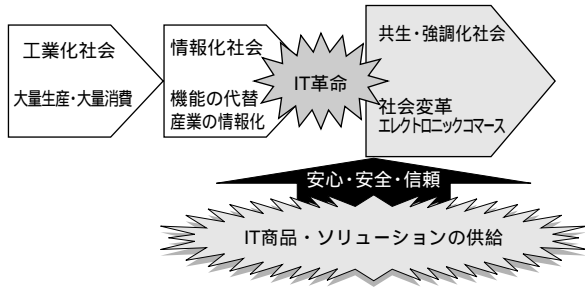 工業化社会
大量生産・大量消費
情報化社会
機能の代替
産業の情報化
IT革命
共生・強調化社会
社会変革
エレクトロニックコマース
安心・安全・信頼
IT商品・ソリューションの供給